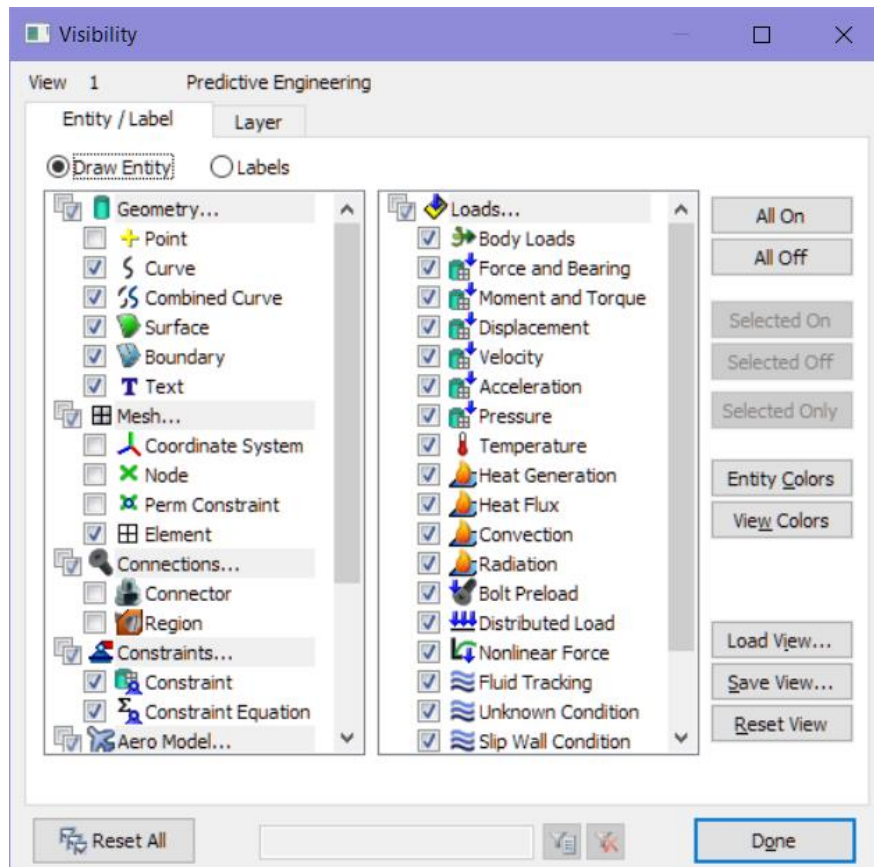 Visibility
View 1 Predictive Engineering
Entity / Label
Layer
Draw Entity
Labels
Geometry...
Point
Curve
Combined Curve
Surface
Boundary
Text
Mesh...
Coordinate System
Node
Perm Constraint
Element
Connections...
Connector
Region
Constraints...
Constraint
Constraint Equation
Aero Model...
Loads...
Body Loads
Force and Bearing
Moment and Torque
Displacement
Velocity
Acceleration
Pressure
Temperature
Heat Generation
Heat Flux
Convection
Radiation
Bolt Preload
Distributed Load
Nonlinear Force
Fluid Tracking
Unknown Condition
Slip Wall Condition
All On
All Off
Selected On
Selected Off
Selected Only
Entity Colors
View Colors
Load View...
Save View...
Reset View
Reset All
Done